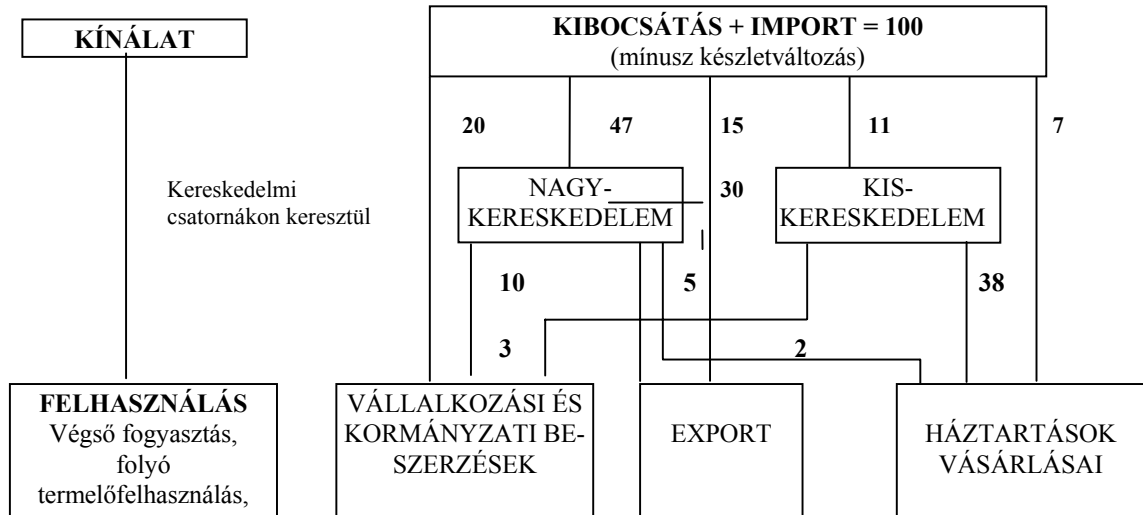 KÍNÁLAT
KIBOCSÁTÁS + IMPORT = 100
(mínusz készletváltozás)
20
47
15
11
7
Kereskedelmi
csatornákon keresztül
NAGY-
KERESKEDELEM
30
KIS-
KERESKEDELEM
10
5
38
3
2
FELHASZNÁLÁS
Végső fogyasztás,
folyó
termelőfelhasználás,
VÁLLALKOZÁSI ÉS
KORMÁNYZATI BE-
SZERZÉSEK
EXPORT
HÁZTARTÁSOK
VÁSÁRLÁSAI